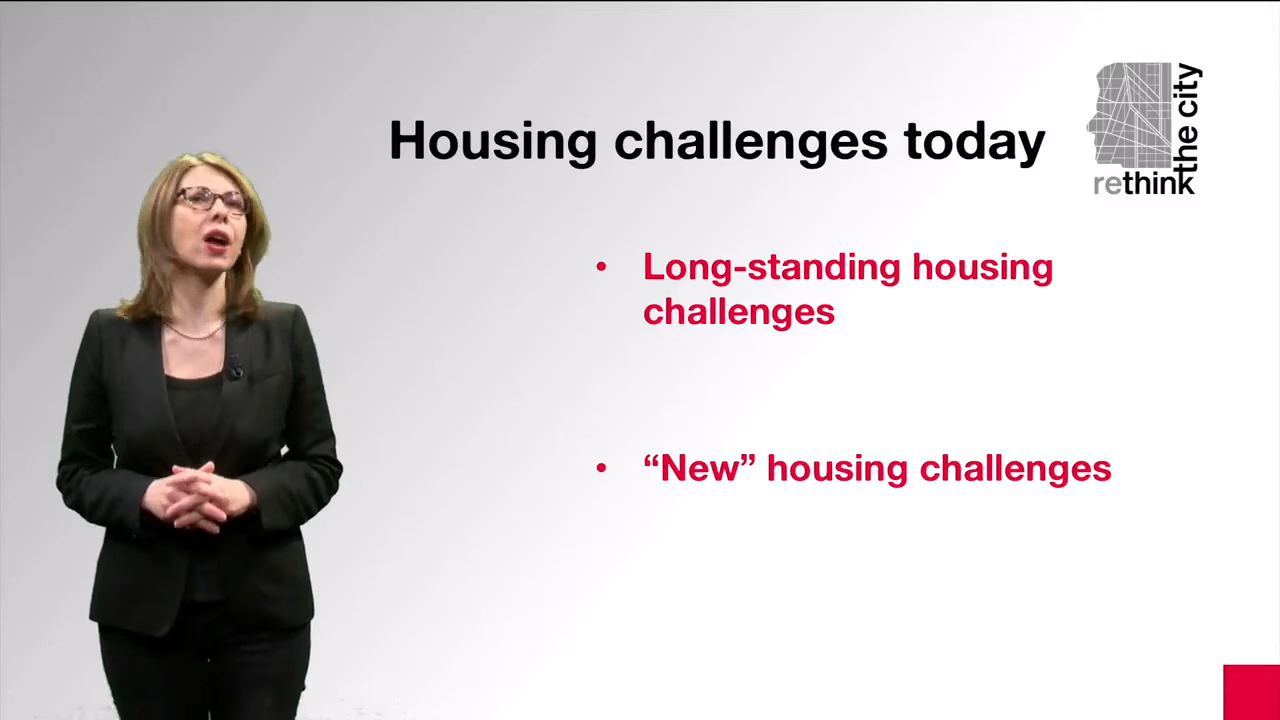 Housing challenges today
rethink
the city
• Long-standing housing
challenges
• “New” housing challenges